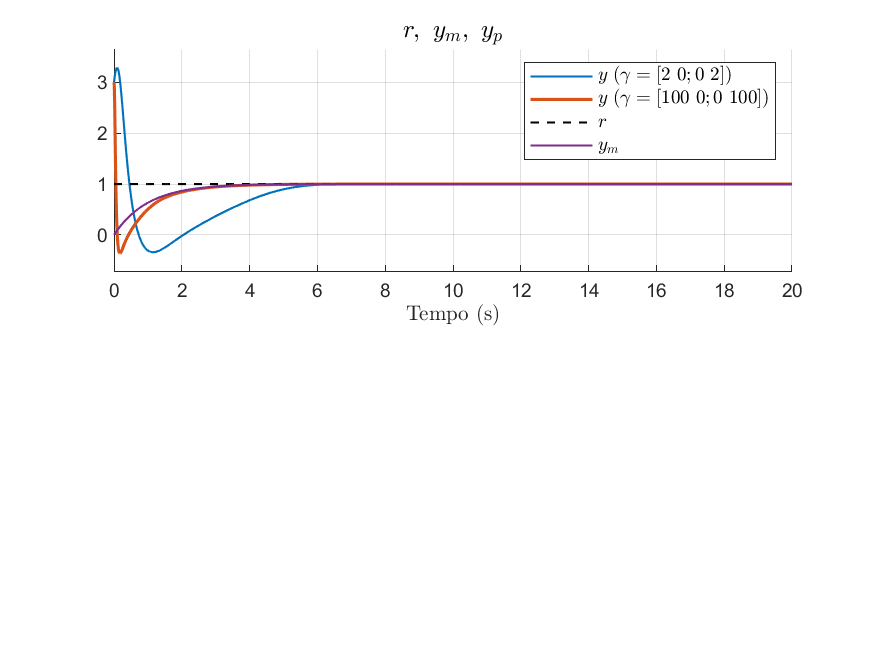 r, y_m, y_p
y (γ = [2 0; 0 2])
y (γ = [100 0; 0 100])
r
y_m
3
2
1
0
0 2 4 6 8 10 12 14 16 18 20
Tempo (s)